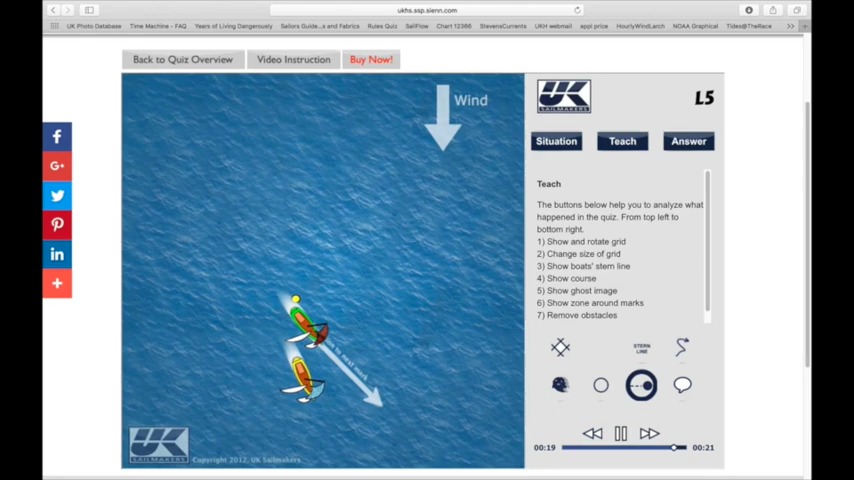 ukhs.ssp.sienn.com
UK Photo Database Time Machine - FAQ Years of Living Dangerously Sailors Guide...s and Fabrics Rules Quiz SailFlow Chart 12366 StevensCurrents UKH webmail appl price HourlyWindLarch NOAA Graphical Tides@TheRace >>
Back to Quiz Overview Video Instruction Buy Now!
Wind
UK
SAILMAKERS
L5
Situation Teach Answer
Teach
The buttons below help you to analyze what
happened in the quiz. From top left to
bottom right.
1) Show and rotate grid
2) Change size of grid
3) Show boats' stern line
4) Show course
5) Show ghost image
6) Show zone around marks
7) Remove obstacles
STERN
LINE
to next mark
00:19 00:21
UK
SAILMAKERS
Copyright 2012, UK Sailmakers
f
G+
in
+